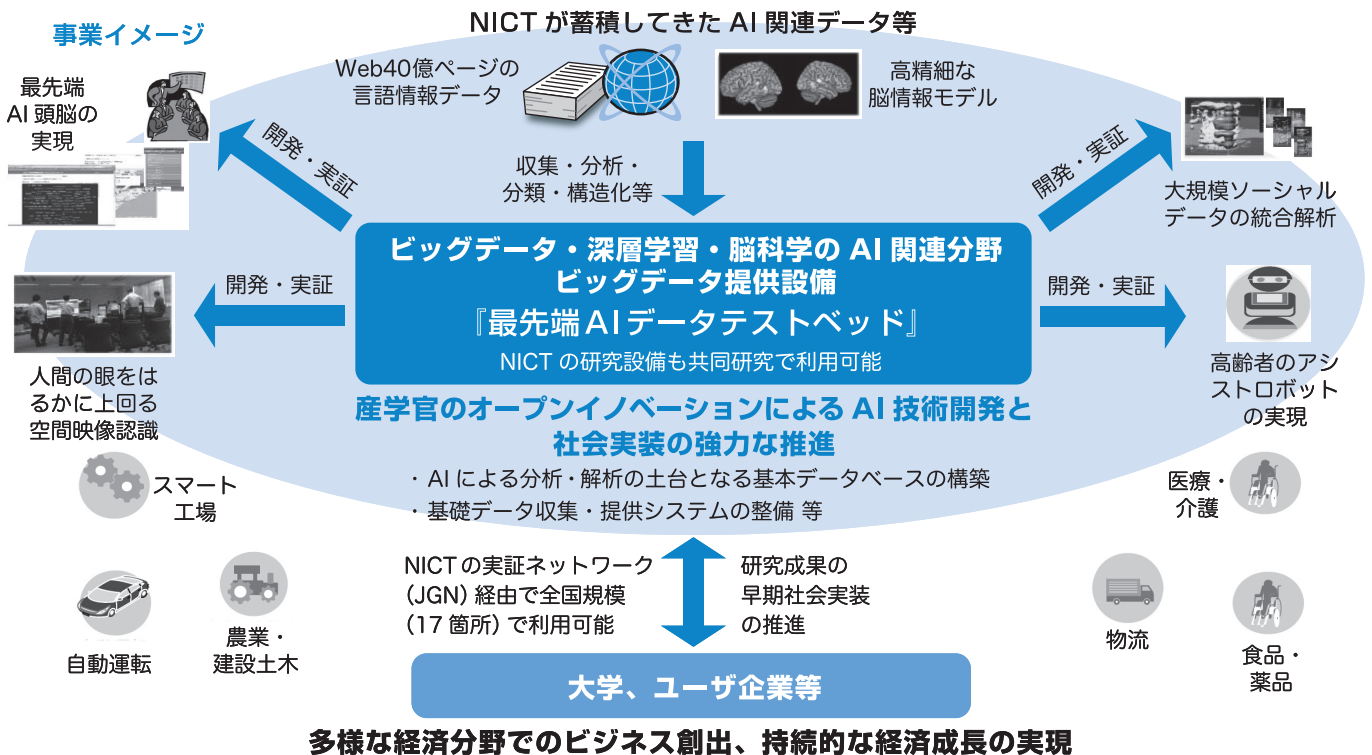 事業イメージ
NICTが蓄積してきたAI関連データ等
Web40億ページの
言語情報データ
高精細な
脳情報モデル
最先端
AI頭脳の
実現
開発・実証
収集・分析・
分類・構造化等
開発・実証
大規模ソーシャル
データの統合解析
ビッグデータ・深層学習・脳科学のAI関連分野
ビッグデータ提供設備
『最先端AIデータテストベッド』
NICTの研究設備も共同研究で利用可能
開発・実証
開発・実証
人間の眼をは
るかに上回る
空間映像認識
高齢者のアシ
ストロボット
の実現
産学官のオープンイノベーションによるAI技術開発と
社会実装の強力な推進
・AIによる分析・解析の土台となる基本データベースの構築
・基礎データ収集・提供システムの整備 等
スマート
工場
医療・
介護
NICTの実証ネットワーク
(JGN)経由で全国規模
(17箇所)で利用可能
研究成果の
早期社会実装
の推進
自動運転
農業・
建設土木
物流
食品・
薬品
大学、ユーザ企業等
多様な経済分野でのビジネス創出、持続的な経済成長の実現